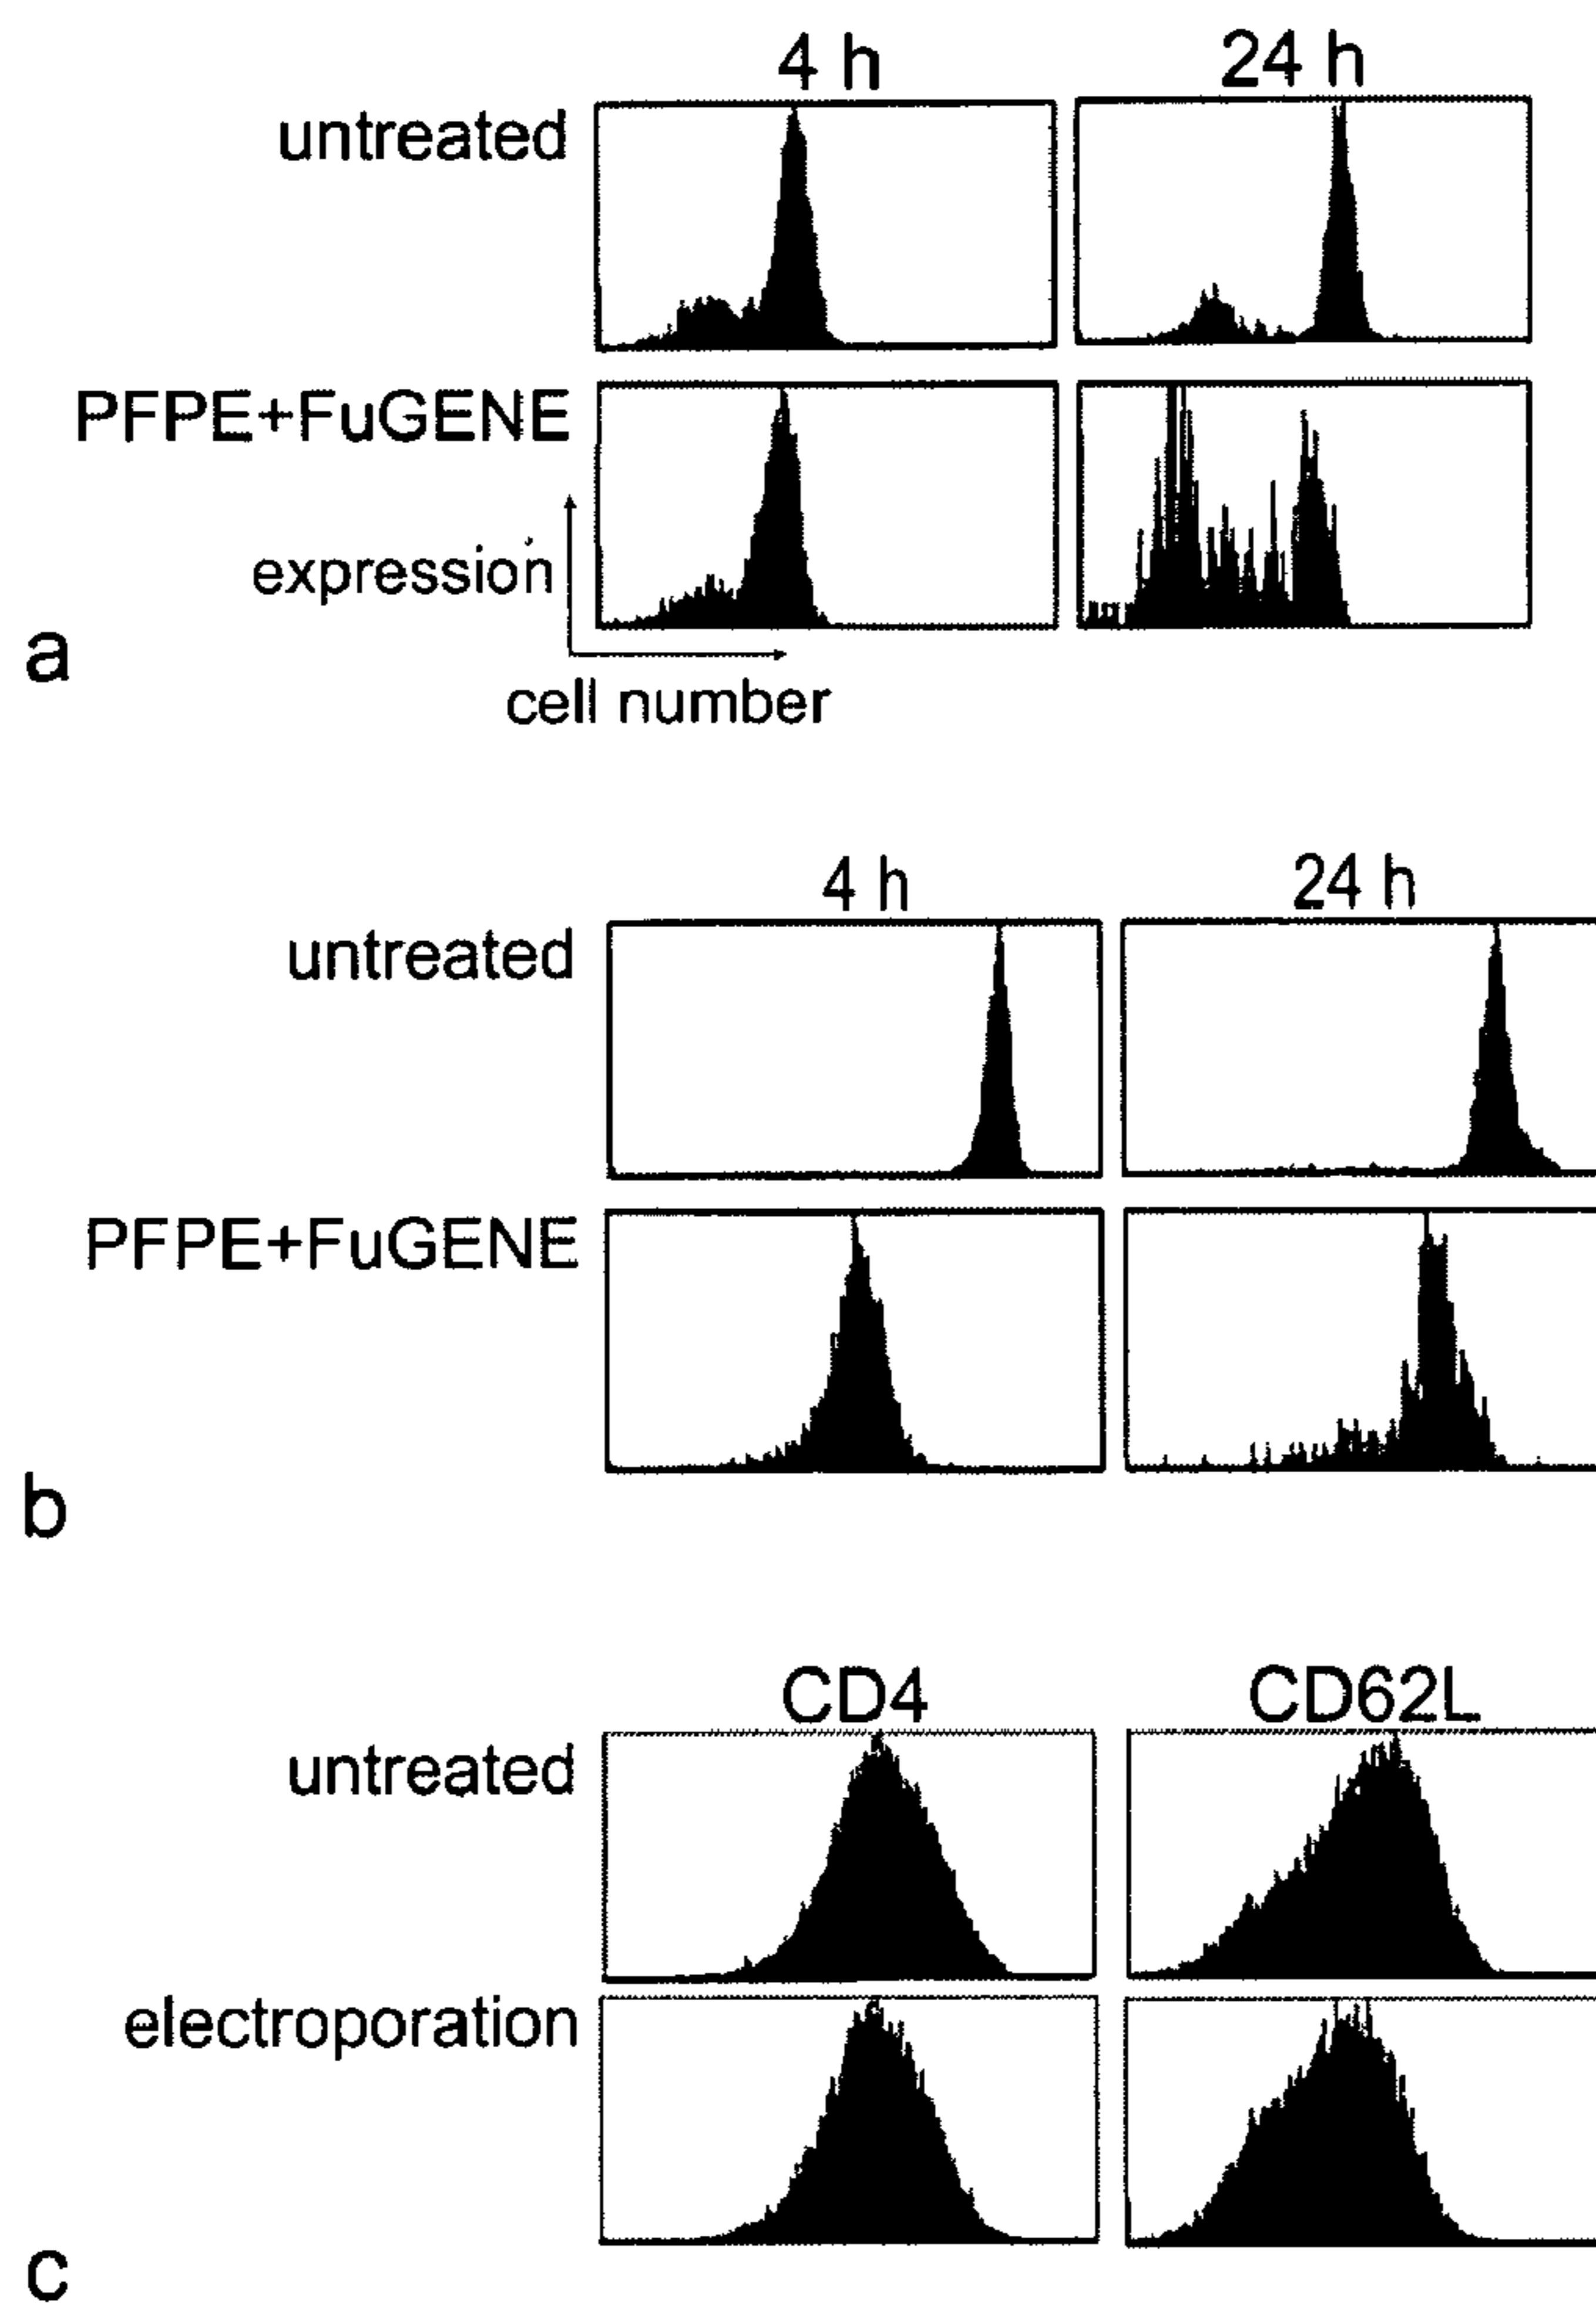 4 h 24 h
untreated
PFPE+FuGENE
expression
cell number
a
4 h 24 h
untreated
PFPE+FuGENE
b
CD4 CD62L
untreated
electroporation
c